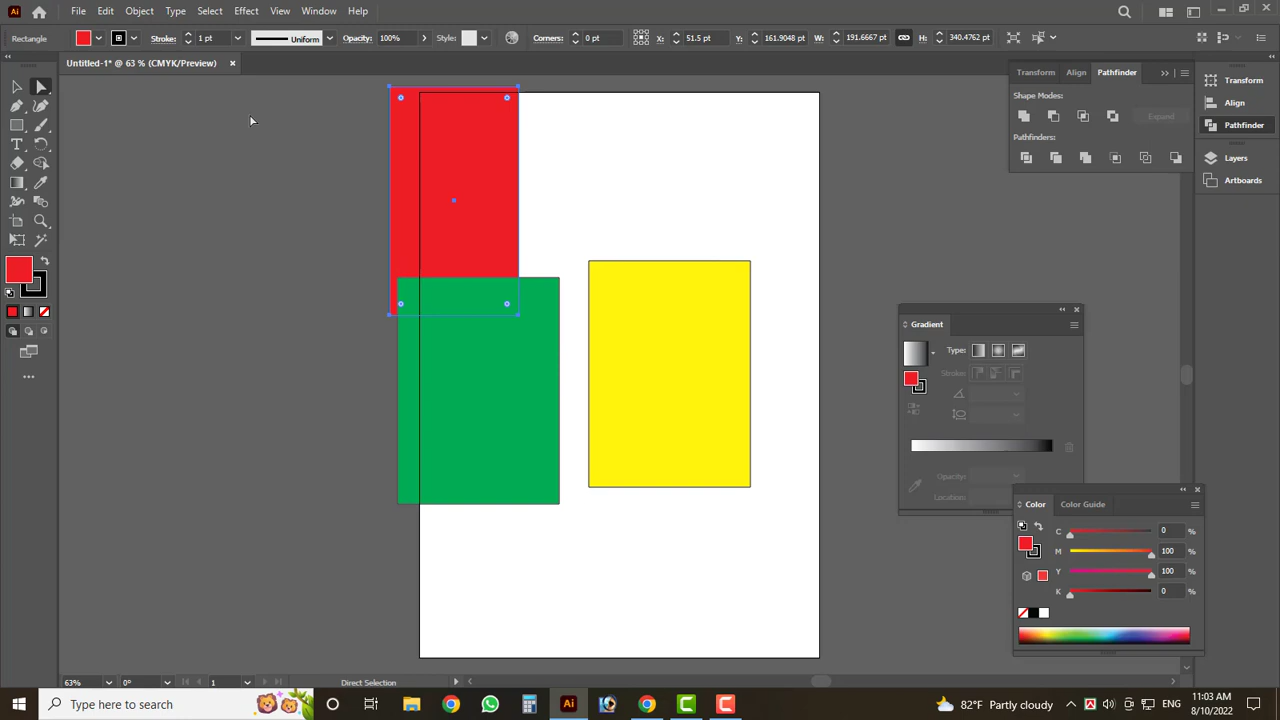 Ai File Edit Object Type Select Effect View Window Help
Rectangle Stroke: 1 pt Uniform Opacity: 100% Style: Corners: 0 pt X: 51.5 pt Y: 161.9048 pt W: 191.6667 pt H: 340.4762 pt
Untitled-1* @ 63 % (CMYK/Preview)
Transform Align Pathfinder
Shape Modes:
Expand
Pathfinders:
Transform
Align
Pathfinder
Layers
Artboards
Gradient
Type:
Stroke:
Opacity:
Location:
Color Color Guide
C 0 %
M 100 %
Y 100 %
K 0 %
63% 0° 1 Direct Selection
Type here to search
Ai
82°F Partly cloudy
11:03 AM
8/10/2022